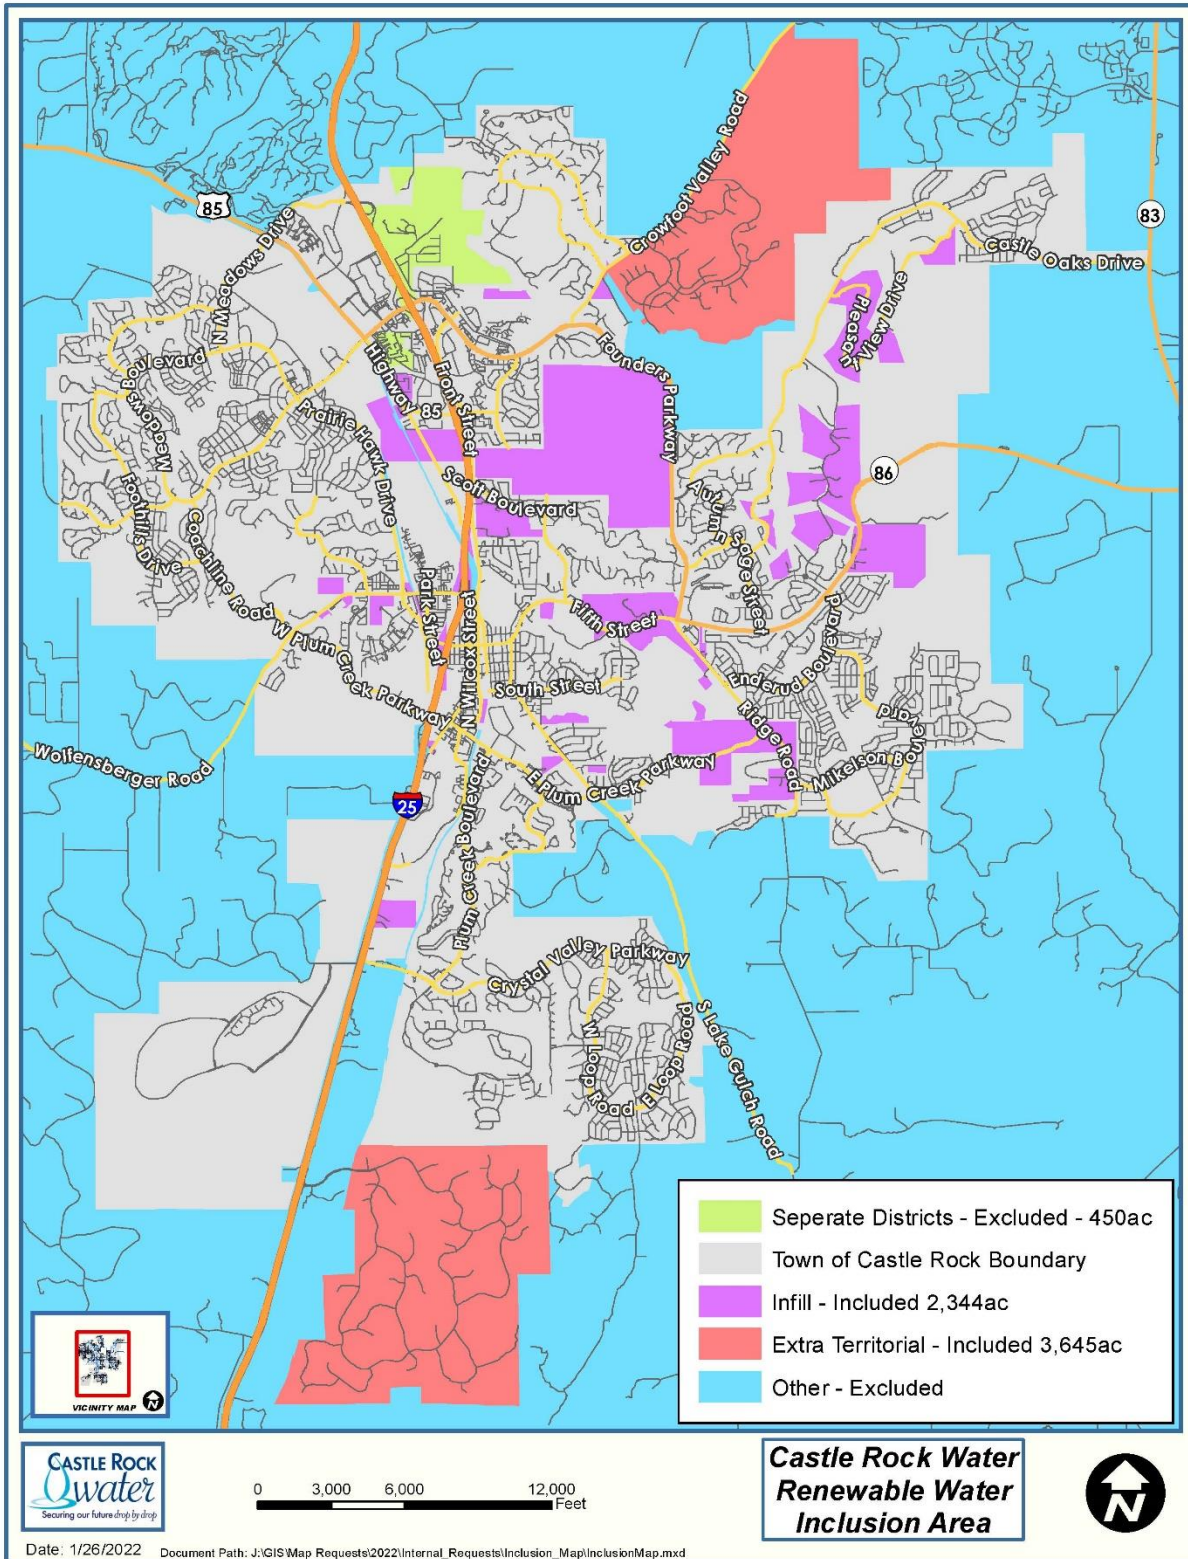 85
83
Crowfoot Valley Road
Castle Oaks Drive
N Meadows Drive
Pleasant
View Drive
Founders Parkway
Meadows Boulevard
Highway 85
Front Street
Prairie Hawk Drive
86
Scott Boulevard
Autumn Sage Street
Foothills Drive
Coachline Road
Park Street
Fifth Street
W Plum Creek Parkway
N Wilcox Street
South Street
Enderud Boulevard
Ridge Road
Mikelson Boulevard
Wolfensberger Road
25
E Plum Creek Parkway
Plum Creek Boulevard
Crystal Valley Parkway
W Loop Road
E Loop Road
S Lake Gulch Road
Seperate Districts - Excluded - 450ac
Town of Castle Rock Boundary
Infill - Included 2,344ac
Extra Territorial - Included 3,645ac
Other - Excluded
VICINITY MAP
N
CASTLE ROCK
water
Securing our future drop by drop
0 3,000 6,000 12,000
Feet
Castle Rock Water
Renewable Water
Inclusion Area
N
Date: 1/26/2022 Document Path: J:\GIS\Map Requests\2022\Internal_Requests\Inclusion_Map\InclusionMap.mxd